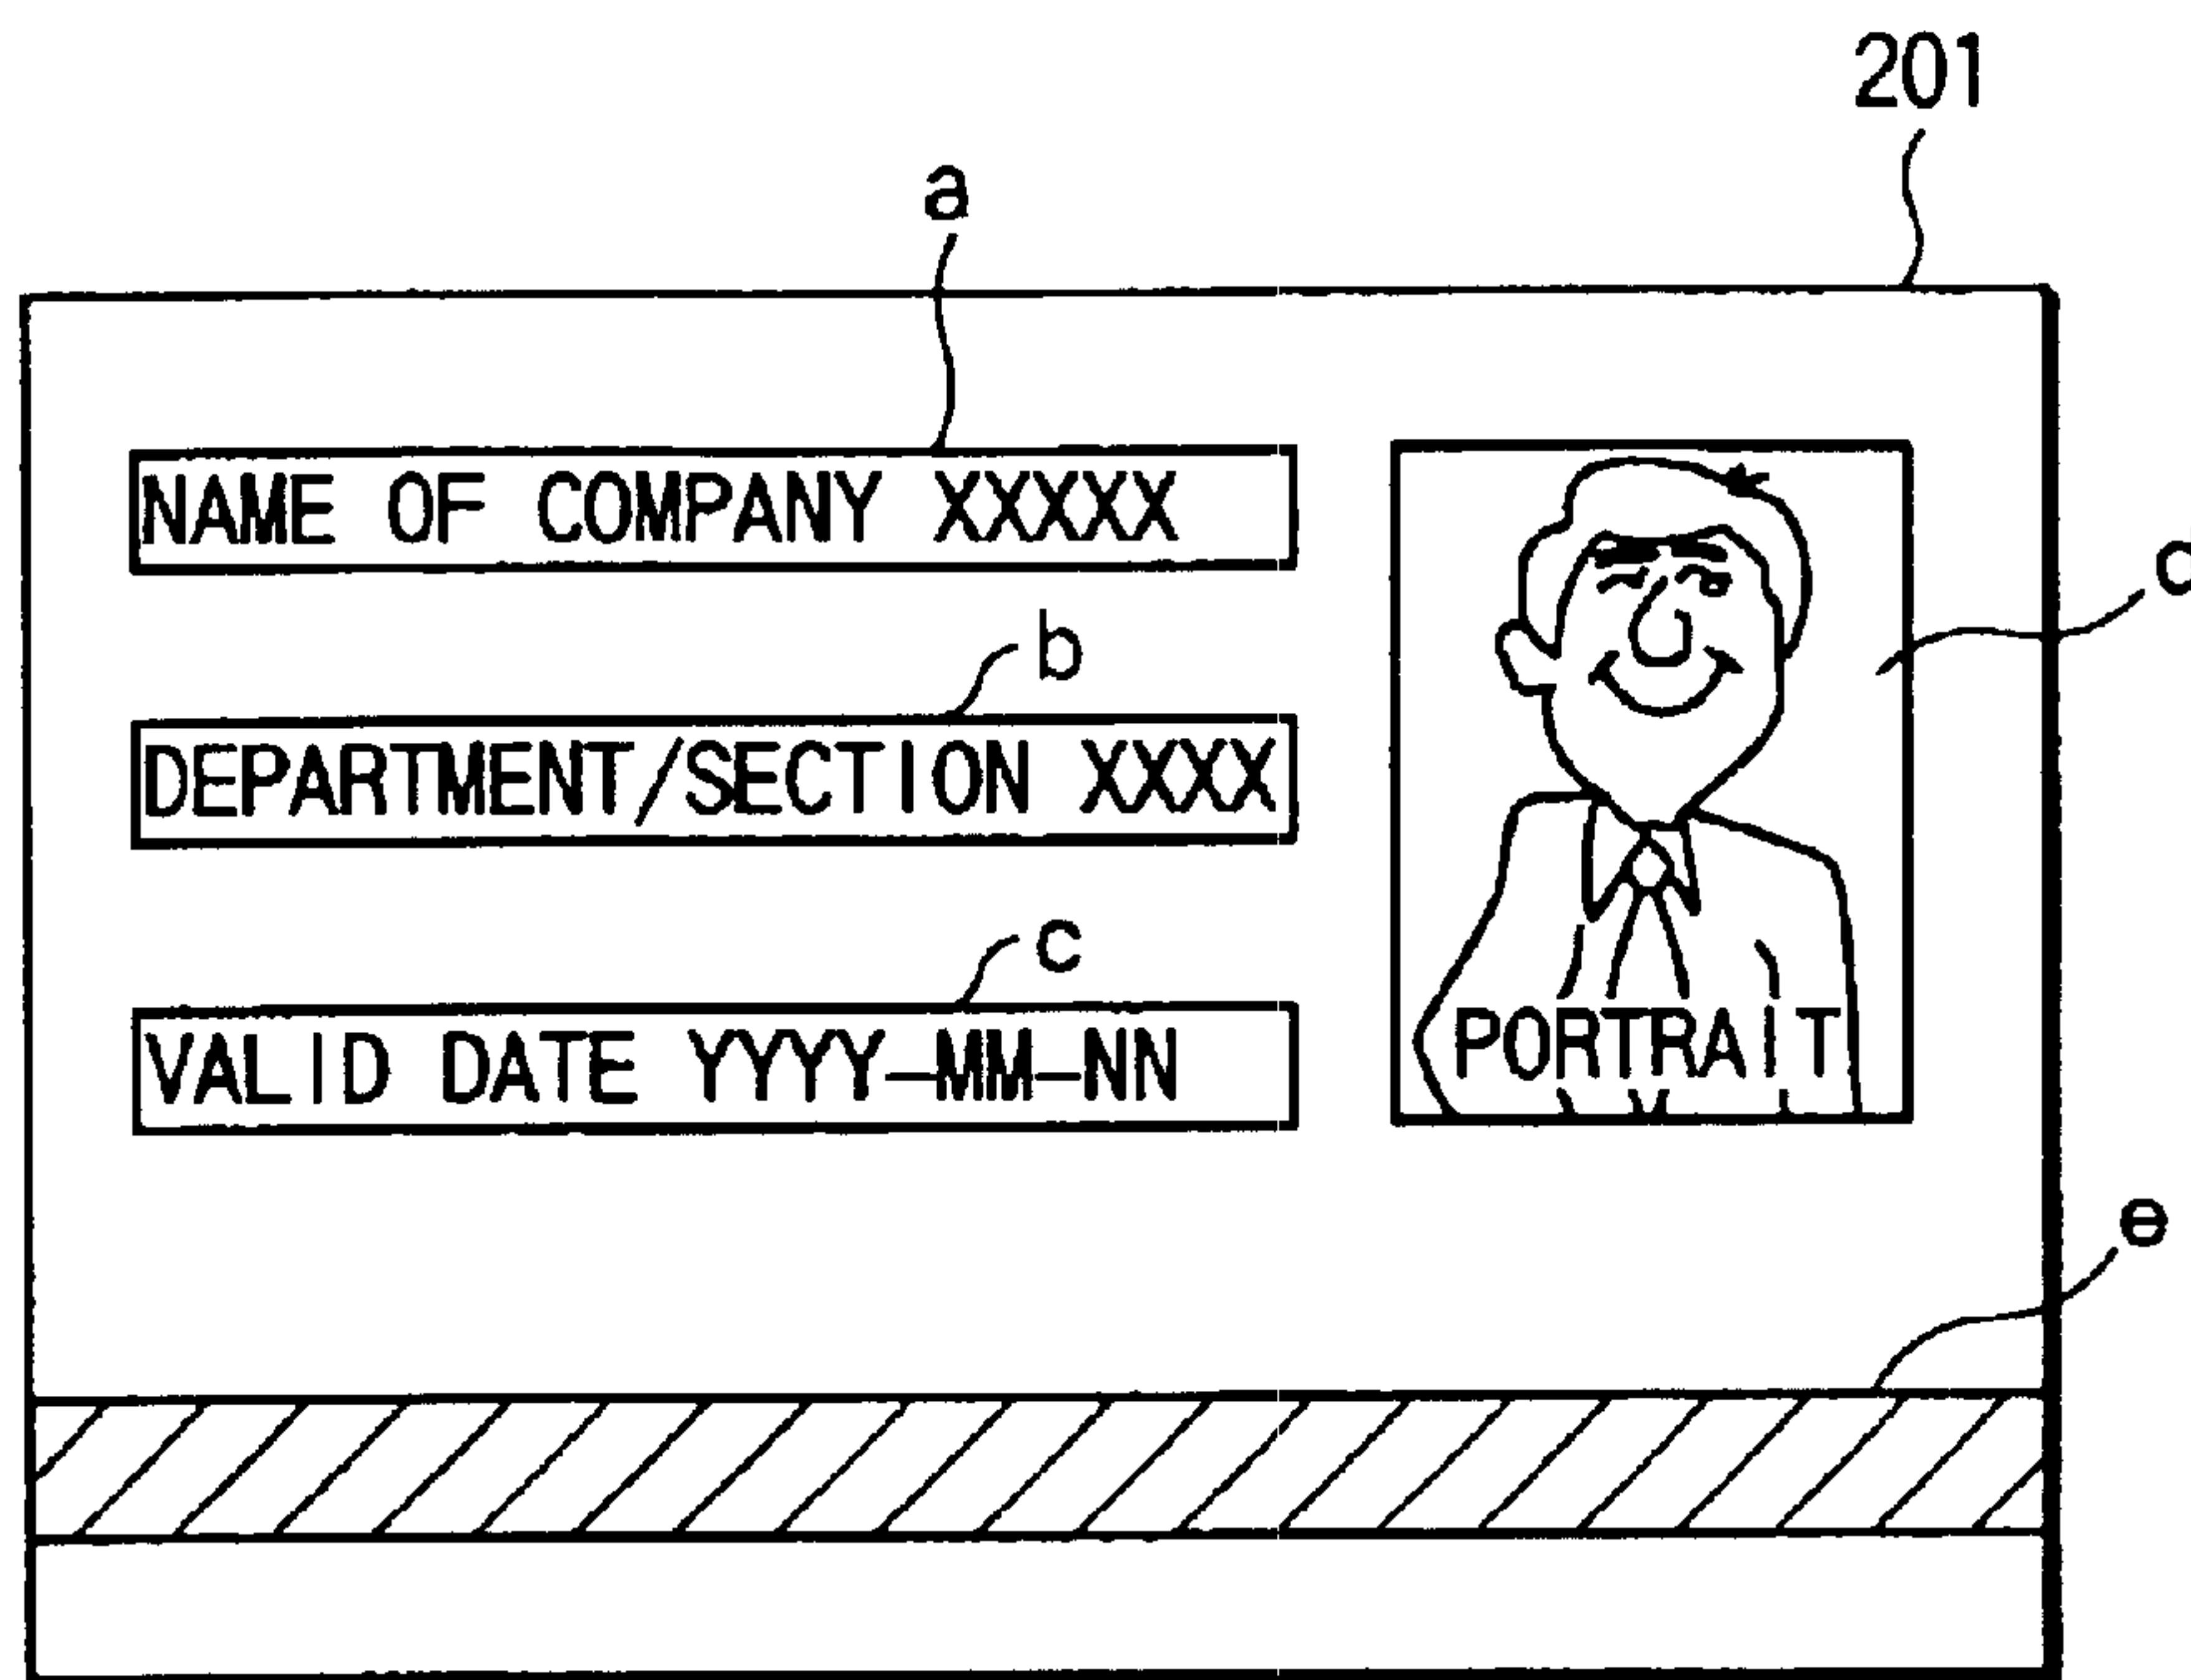 201
a
NAME OF COMPANY XXXXX
b
DEPARTMENT/SECTION XXXX
c
VALID DATE YYYY-MM-NN
PORTRAIT
e